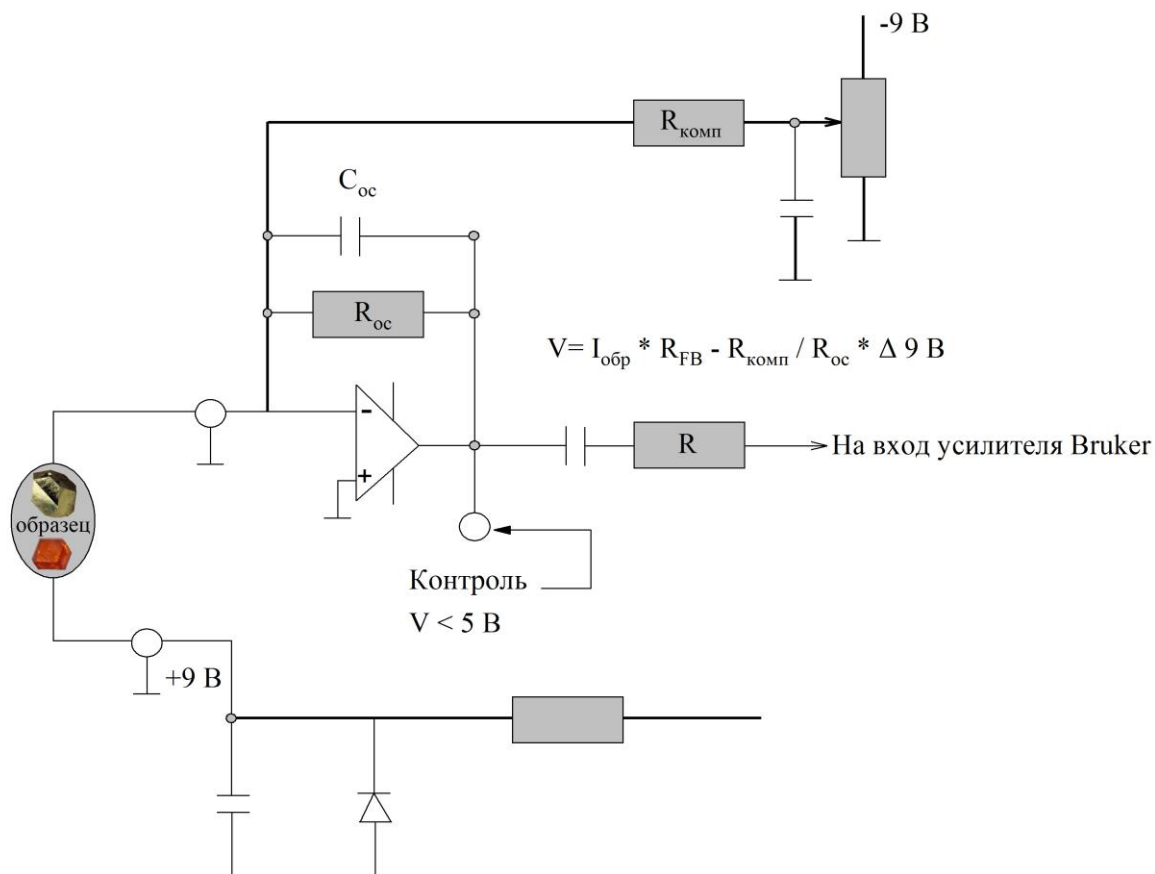 -9 В
Rкомп
Cос
Rос
V= Iобр * RFB - Rкомп / Rос * Δ 9 В
-
+
R
На вход усилителя Bruker
образец
Контроль
V < 5 В
+9 В